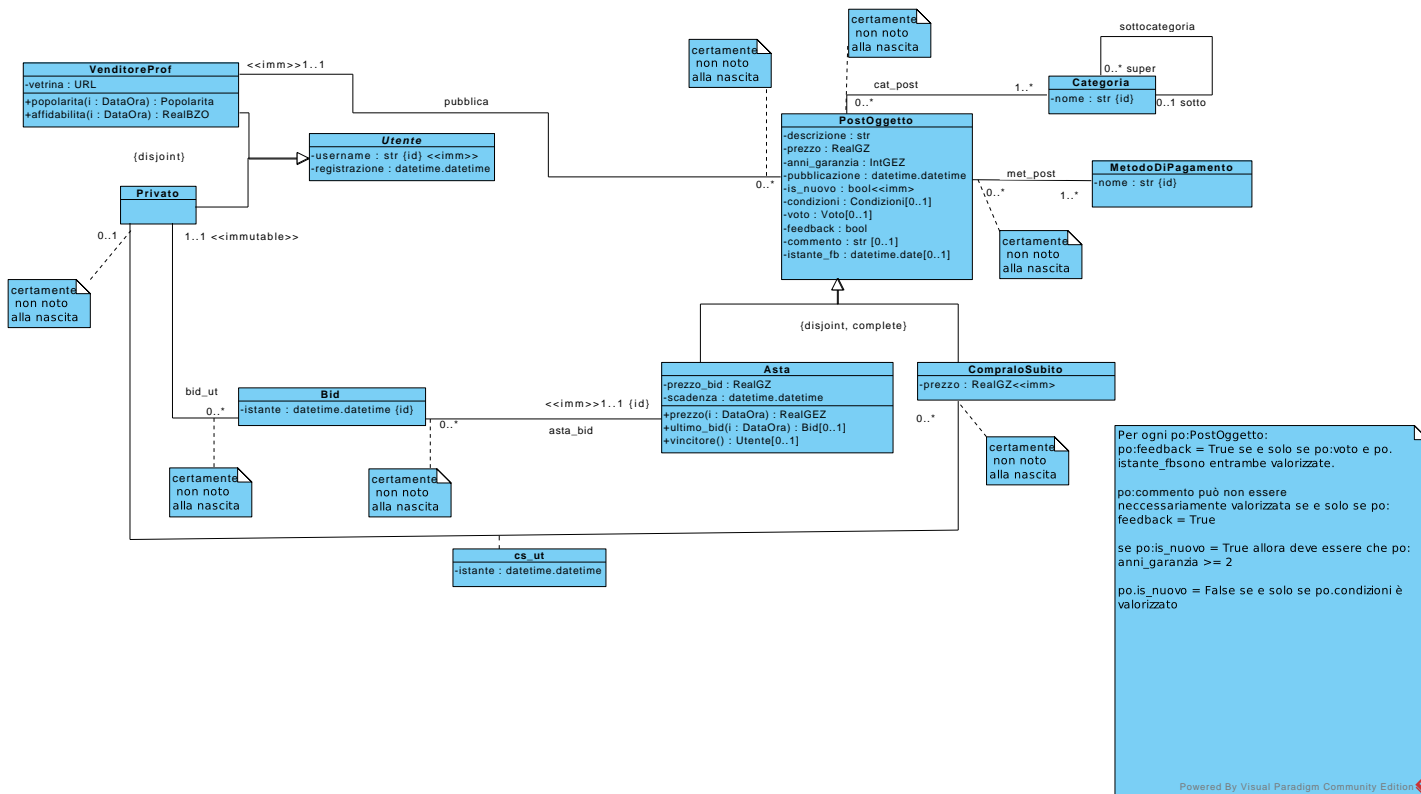 sottocategoria
certamente
non noto
alla nascita
certamente
non noto
alla nascita
<<imm>>1..1
VenditoreProf
-vetrina : URL
+popolarita(i : DataOra) : Popolarita
+affidabilita(i : DataOra) : RealBZO
0..* super
Categoria
-nome : str {id}
0..1 sotto
cat_post
1..*
0..*
pubblica
PostOggetto
-descrizione : str
-prezzo : RealGZ
-anni_garanzia : IntGEZ
-pubblicazione : datetime.datetime
-is_nuovo : bool<<imm>
-condizioni : Condizioni[0..1]
-voto : Voto[0..1]
-feedback : bool
-commento : str [0..1]
-istante_fb : datetime.date[0..1]
{disjoint}
Utente
-username : str {id} <<imm>>
-registrazione : datetime.datetime
0..*
met_post
0..*
1..*
MetodoDiPagamento
-nome : str {id}
Privato
0..1
1..1 <<immutable>>
certamente
non noto
alla nascita
certamente
non noto
alla nascita
{disjoint, complete}
Asta
-prezzo_bid : RealGZ
-scadenza : datetime.datetime
+prezzo(i : DataOra) : RealGEZ
+ultimo_bid(i : DataOra) : Bid[0..1]
+vincitore() : Utente[0..1]
CompraloSubito
-prezzo : RealGZ<<imm>
0..*
bid_ut
0..*
Bid
-istante : datetime.datetime {id}
0..*
<<imm>>1..1 {id}
asta_bid
certamente
non noto
alla nascita
certamente
non noto
alla nascita
certamente
non noto
alla nascita
cs_ut
-istante : datetime.datetime
Per ogni po:PostOggetto:
po:feedback = True se e solo se po:voto e po.
istante_fbsono entrambe valorizzate.
po:commento può non essere
neccessariamente valorizzata se e solo se po:
feedback = True
se po:is_nuovo = True allora deve essere che po:
anni_garanzia >= 2
po.is_nuovo = False se e solo se po.condizioni è
valorizzato
Powered By Visual Paradigm Community Edition